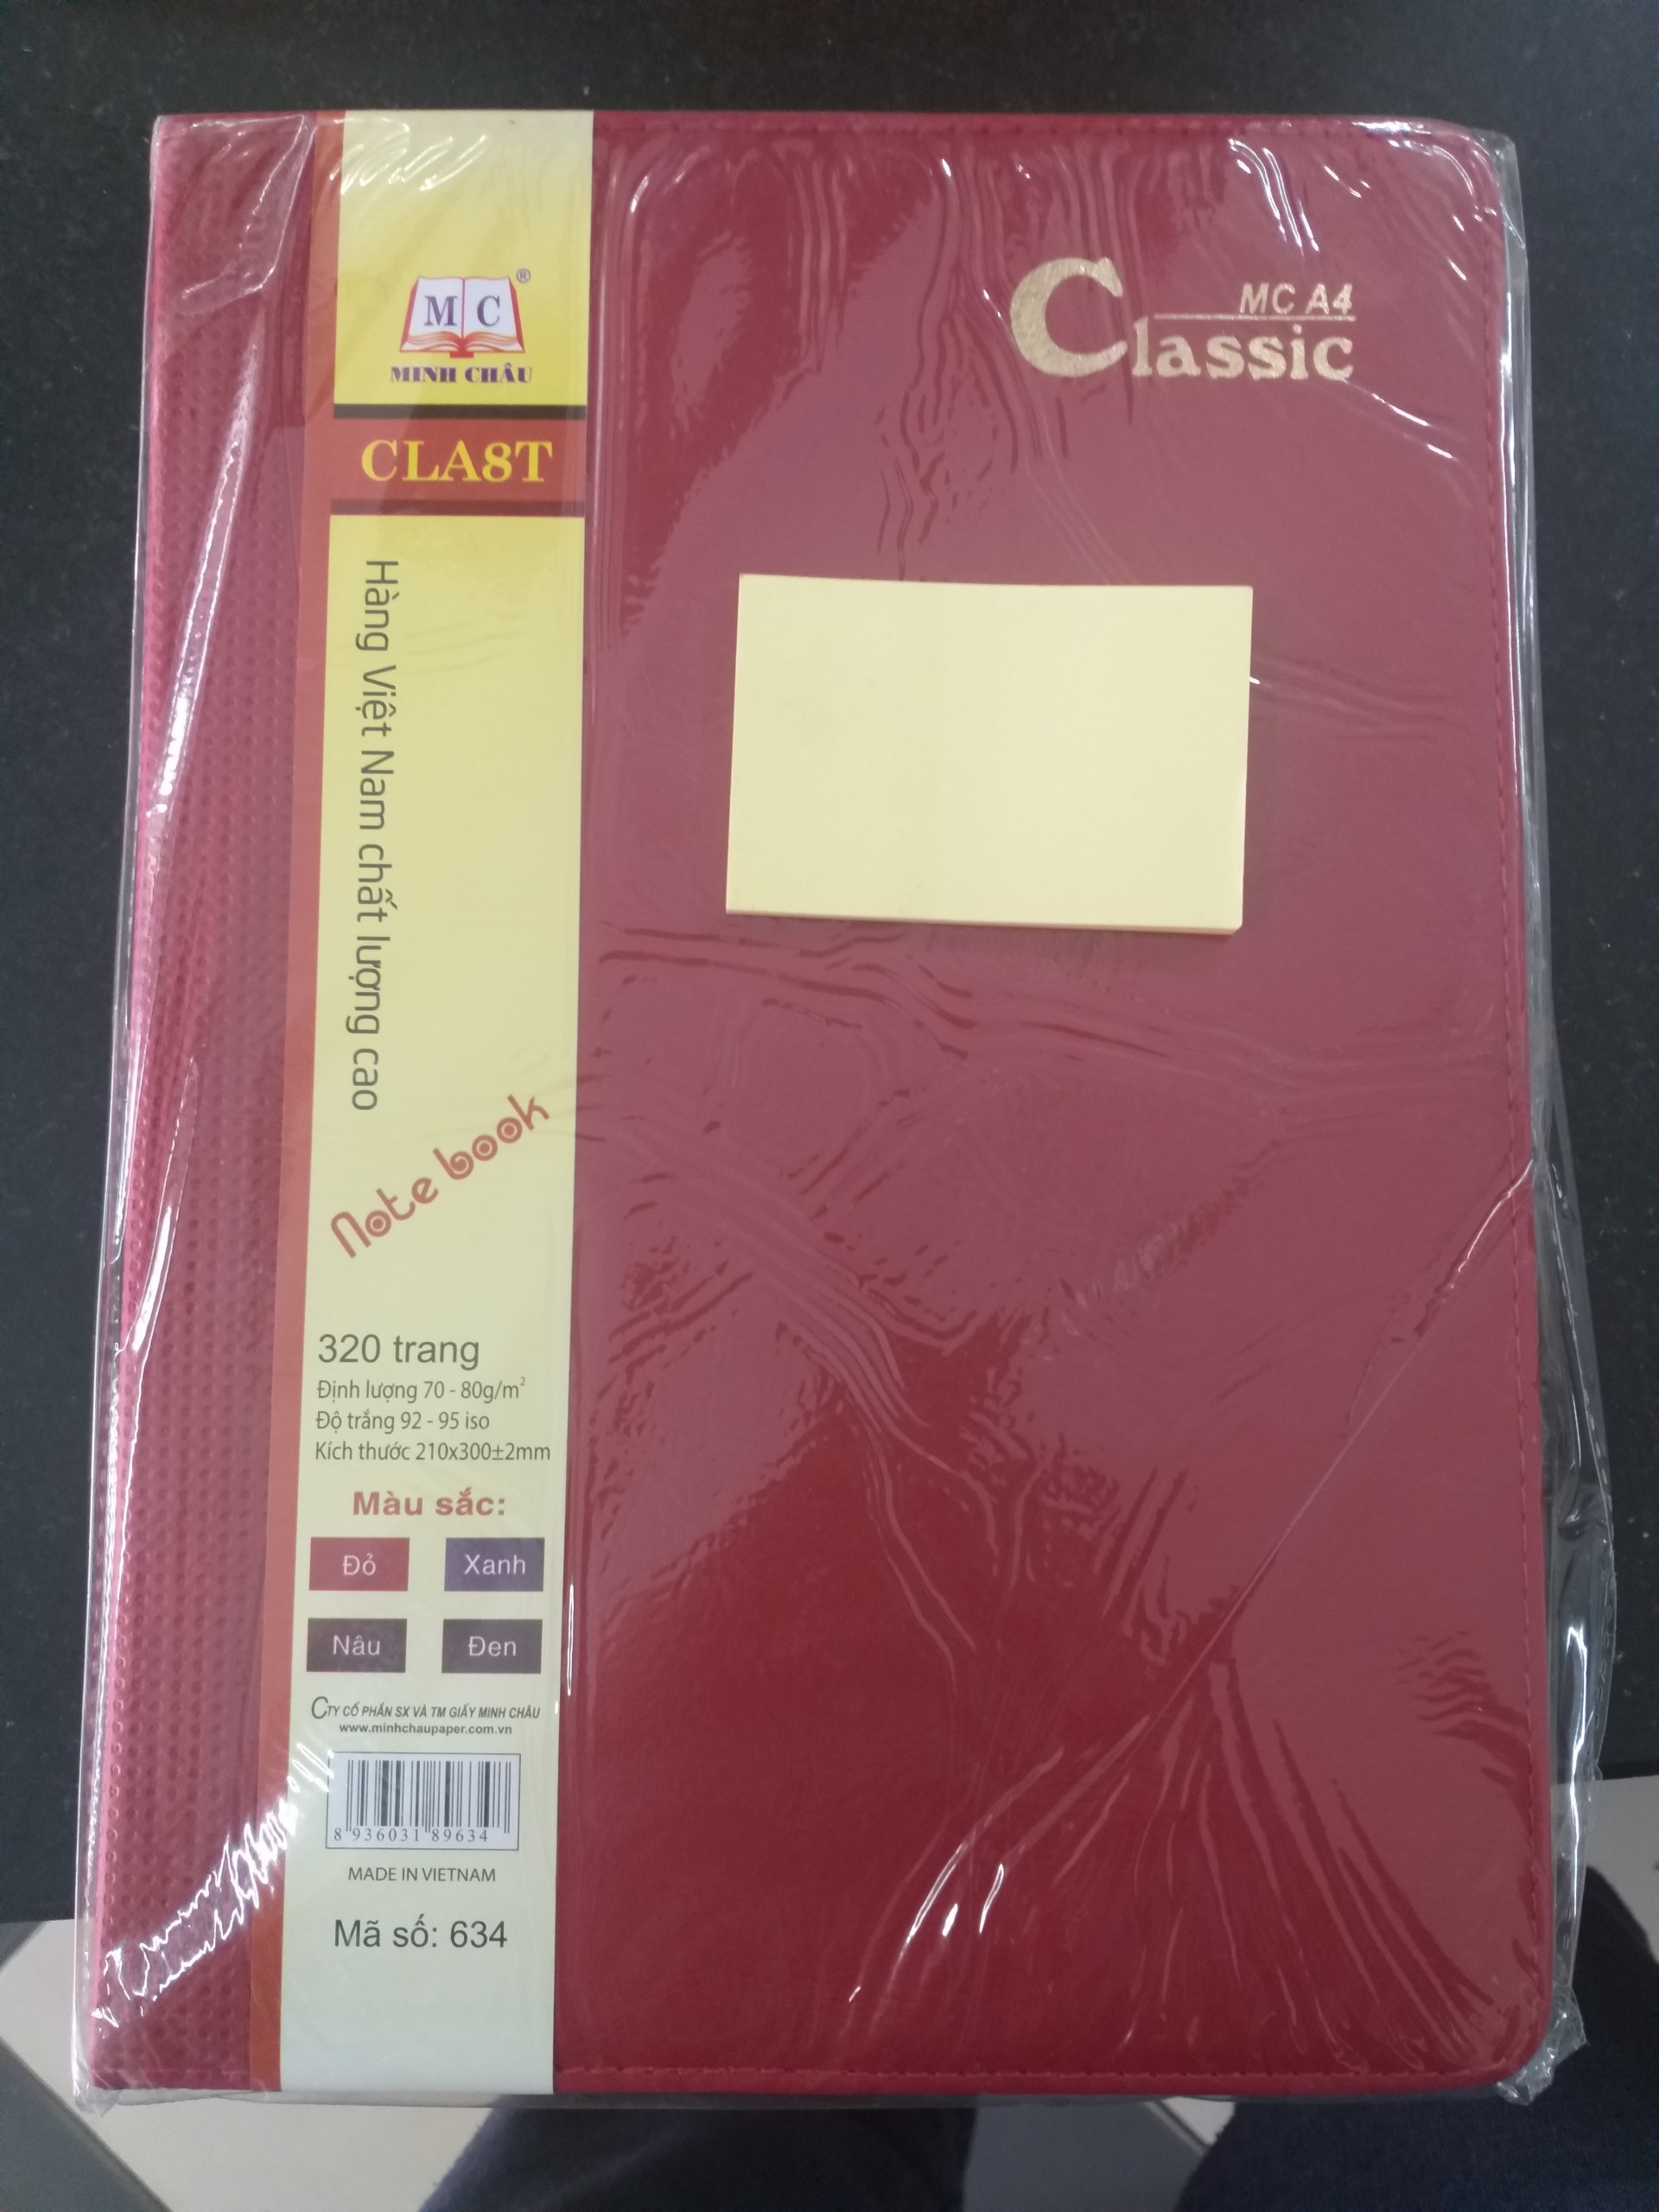 MC®
MINH CHÂU
CLA8T
Hàng Việt Nam chất lượng cao
Note book
320 trang
Định lượng 70 - 80g/m²
Độ trắng 92 - 95 iso
Kích thước 210x300±2mm
Màu sắc:
Đỏ Xanh
Nâu Đen
CTY CỔ PHẦN SX VÀ TM GIẤY MINH CHÂU
www.minhchaupaper.com.vn
8 936031 89634
MADE IN VIETNAM
Mã số: 634
MC A4
Classic